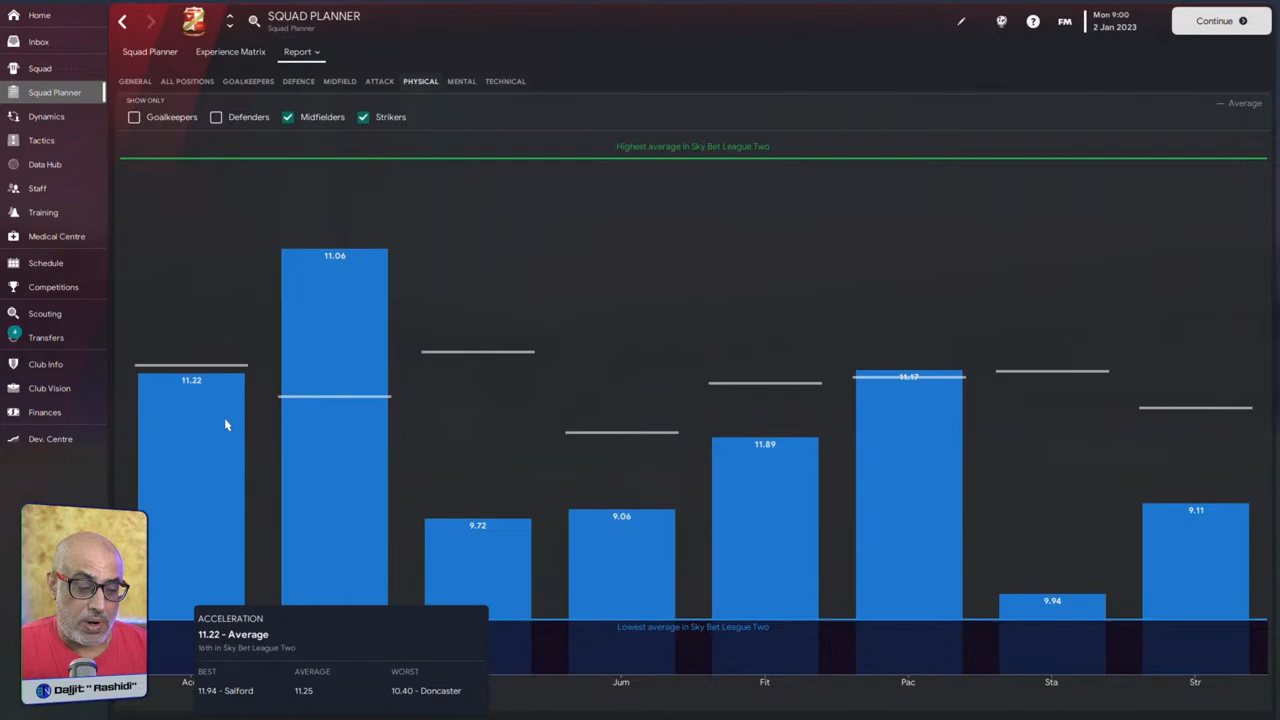 Home
Inbox
Squad
Squad Planner
Dynamics
Tactics
Data Hub
Staff
Training
Medical Centre
Schedule
Competitions
Scouting
4
Transfers
Club Info
Club Vision
Finances
Dev. Centre
SQUAD PLANNER
Squad Planner
FM
Mon 9:00
2 Jan 2023
Continue
Squad Planner Experience Matrix Report
GENERAL ALL POSITIONS GOALKEEPERS DEFENCE MIDFIELD ATTACK PHYSICAL MENTAL TECHNICAL
SHOW ONLY
Goalkeepers Defenders Midfielders Strikers
Average
Highest average in Sky Bet League Two
11.06
11.22
11.17
11.89
9.72
9.06
9.11
9.94
Lowest average in Sky Bet League Two
ACCELERATION
11.22 - Average
16th in Sky Bet League Two
BEST AVERAGE WORST
11.94 - Salford 11.25 10.40 - Doncaster
Jum Fit Pac Sta Str
Daljit "Rashidi"